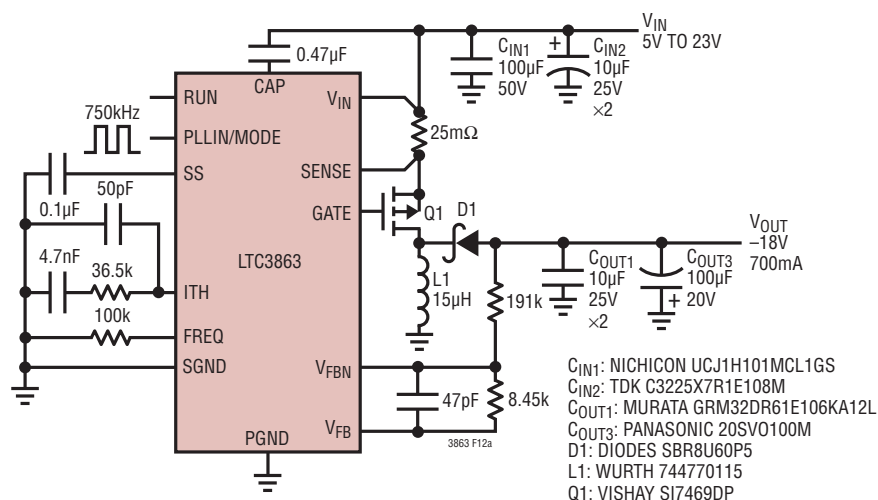 VIN
5V TO 23V
0.47µF
CIN1
100µF
50V
+
CIN2
10µF
25V
×2
CAP
RUN
VIN
750kHz
PLLIN/MODE
25mΩ
SS
SENSE
50pF
0.1µF
GATE
Q1
D1
VOUT
–18V
700mA
LTC3863
4.7nF
36.5k
ITH
L1
15µH
191k
COUT1
10µF
25V
×2
COUT3
100µF
+ 20V
100k
FREQ
SGND
VFBN
47pF
8.45k
VFB
PGND
3863 F12a
CIN1: NICHICON UCJ1H101MCL1GS
CIN2: TDK C3225X7R1E108M
COUT1: MURATA GRM32DR61E106KA12L
COUT3: PANASONIC 20SVO100M
D1: DIODES SBR8U60P5
L1: WURTH 744770115
Q1: VISHAY SI7469DP